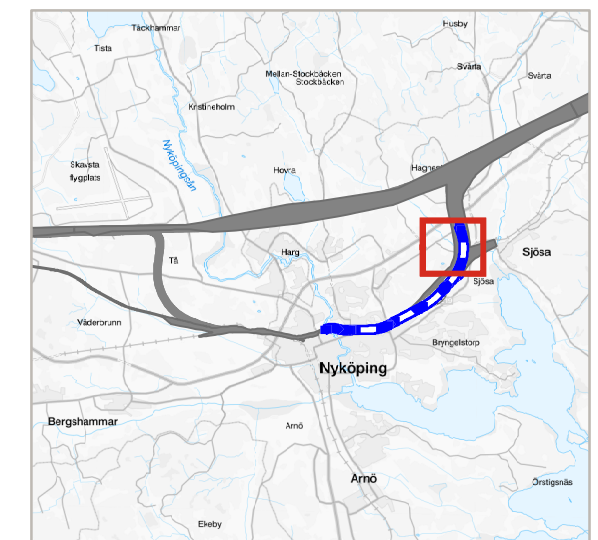 Husby
Täckhammar
Tista
Svärta
Mellan-Stockbäcken
Stockbäcken
Svärta
Kristineholm
Nyköpingsån
Skavsta
flygplats
Hovra
Harg
Sjösa
Tå
Sjösa
Väderbrunn
Bryngelstorp
Nyköping
Bergshammar
Arnö
Arnö
Örstigsnäs
Ekeby